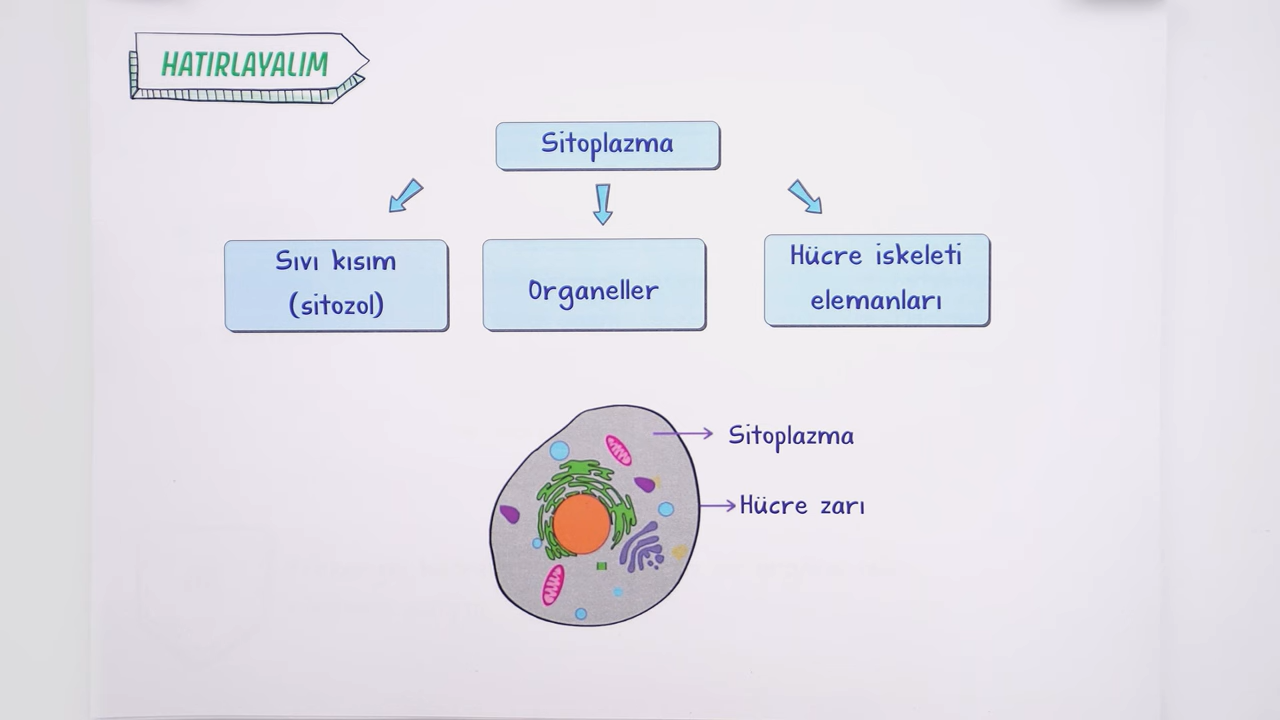 HATIRLAYALIM
Sitoplazma
Sıvı kısım
(sitozol)
Organeller
Hücre iskeleti
elemanları
Sitoplazma
Hücre zarı